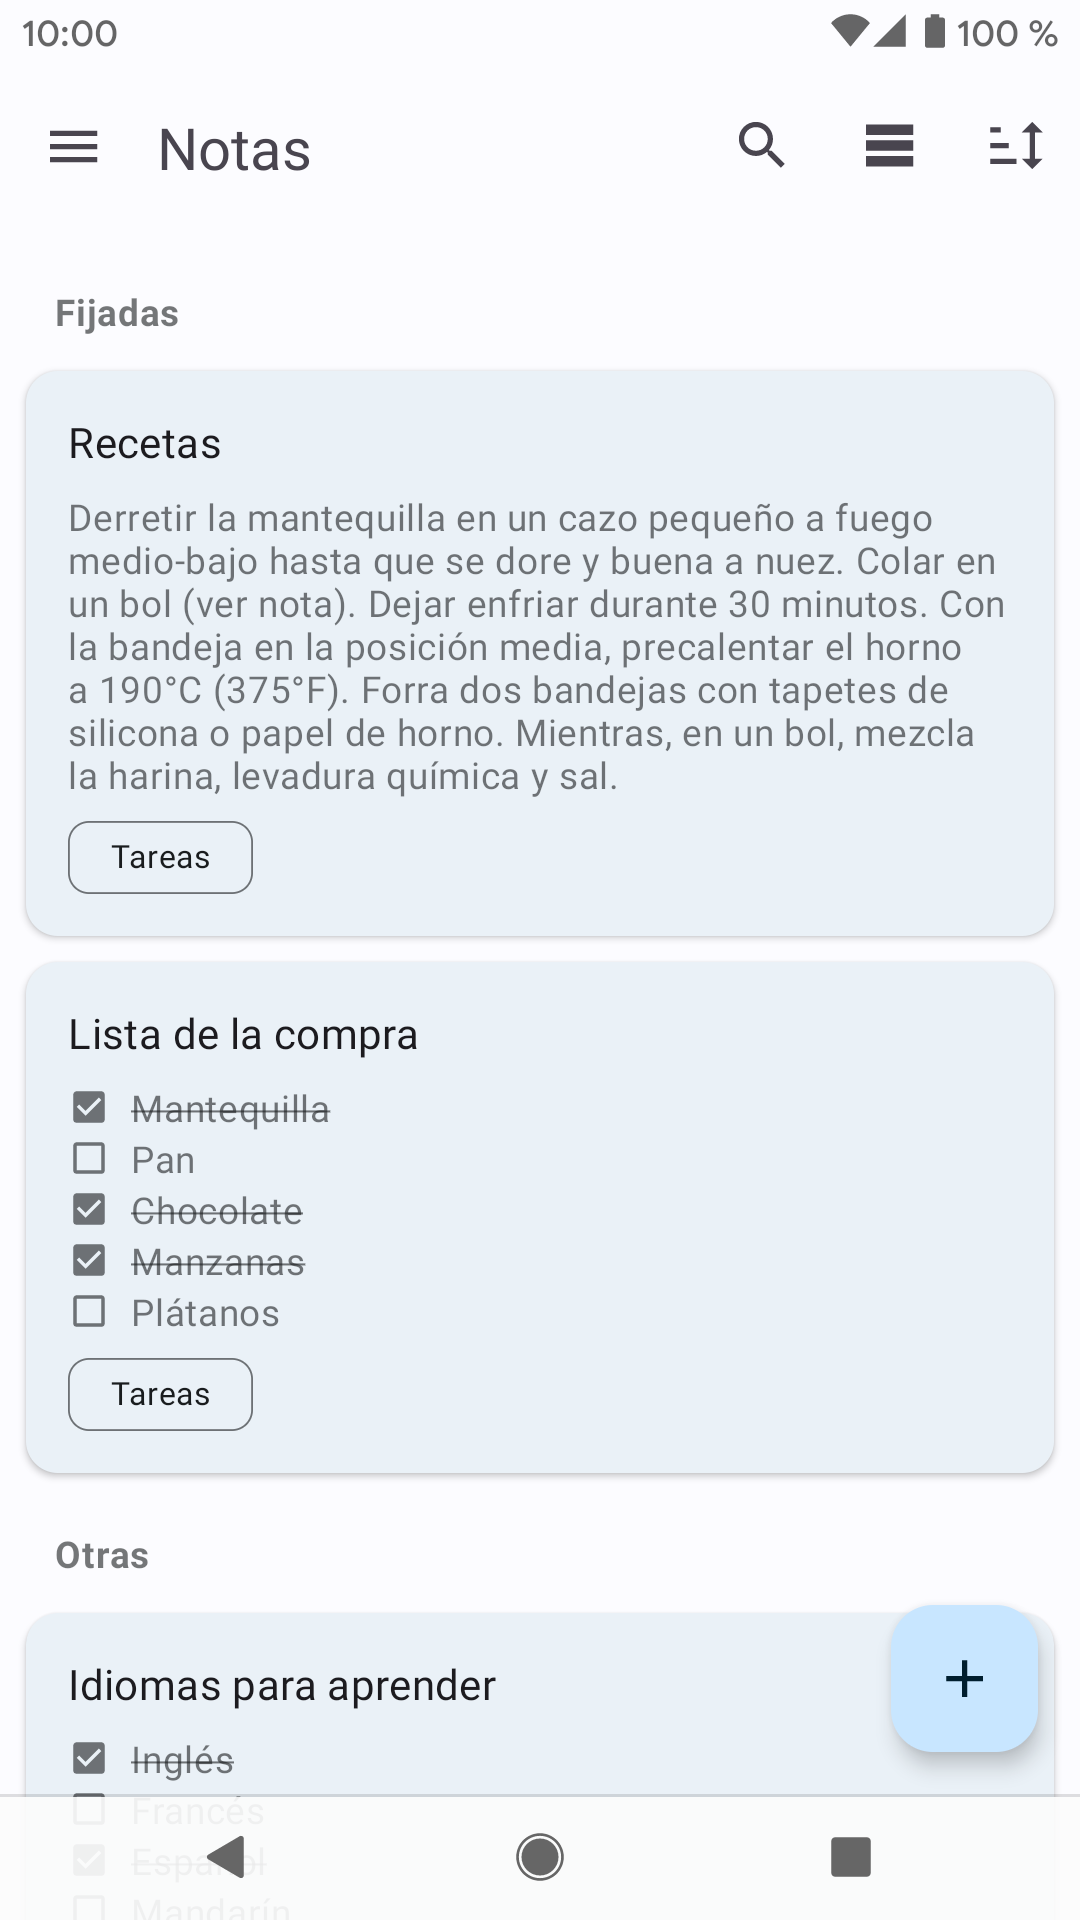 10:00
100 %
Notas
Fijadas
Recetas
Derretir la mantequilla en un cazo pequeño a fuego
medio-bajo hasta que se dore y buena a nuez. Colar en
un bol (ver nota). Dejar enfriar durante 30 minutos. Con
la bandeja en la posición media, precalentar el horno
a 190°C (375°F). Forra dos bandejas con tapetes de
silicona o papel de horno. Mientras, en un bol, mezcla
la harina, levadura química y sal.
Tareas
Lista de la compra
Mantequilla
Pan
Chocolate
Manzanas
Plátanos
Tareas
Otras
Idiomas para aprender
Inglés
Francés
Español
Mandarín